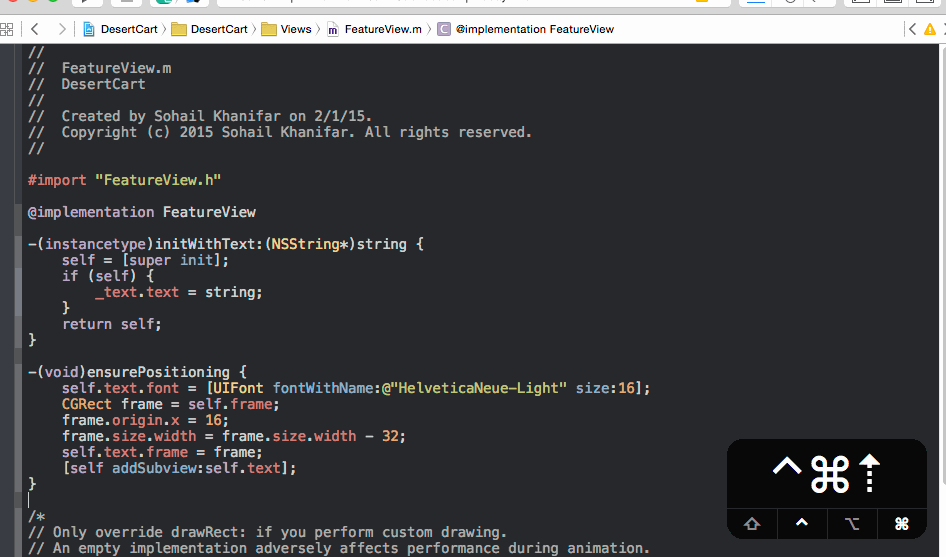 DesertCart 〉 DesertCart 〉 Views 〉 FeatureView.m 〉 C @implementation FeatureView
//
//  FeatureView.m
//  DesertCart
//
//  Created by Sohail Khanifar on 2/1/15.
//  Copyright (c) 2015 Sohail Khanifar. All rights reserved.
//
#import "FeatureView.h"
@implementation FeatureView
-(instancetype)initWithText:(NSString*)string {
    self = [super init];
    if (self) {
        _text.text = string;
    }
    return self;
}
-(void)ensurePositioning {
    self.text.font = [UIFont fontWithName:@"HelveticaNeue-Light" size:16];
    CGRect frame = self.frame;
    frame.origin.x = 16;
    frame.size.width = frame.size.width - 32;
    self.text.frame = frame;
    [self addSubview:self.text];
}
/*
// Only override drawRect: if you perform custom drawing.
// An empty implementation adversely affects performance during animation.
⌃⌘⇡
⇧ ⌃ ⌥ ⌘